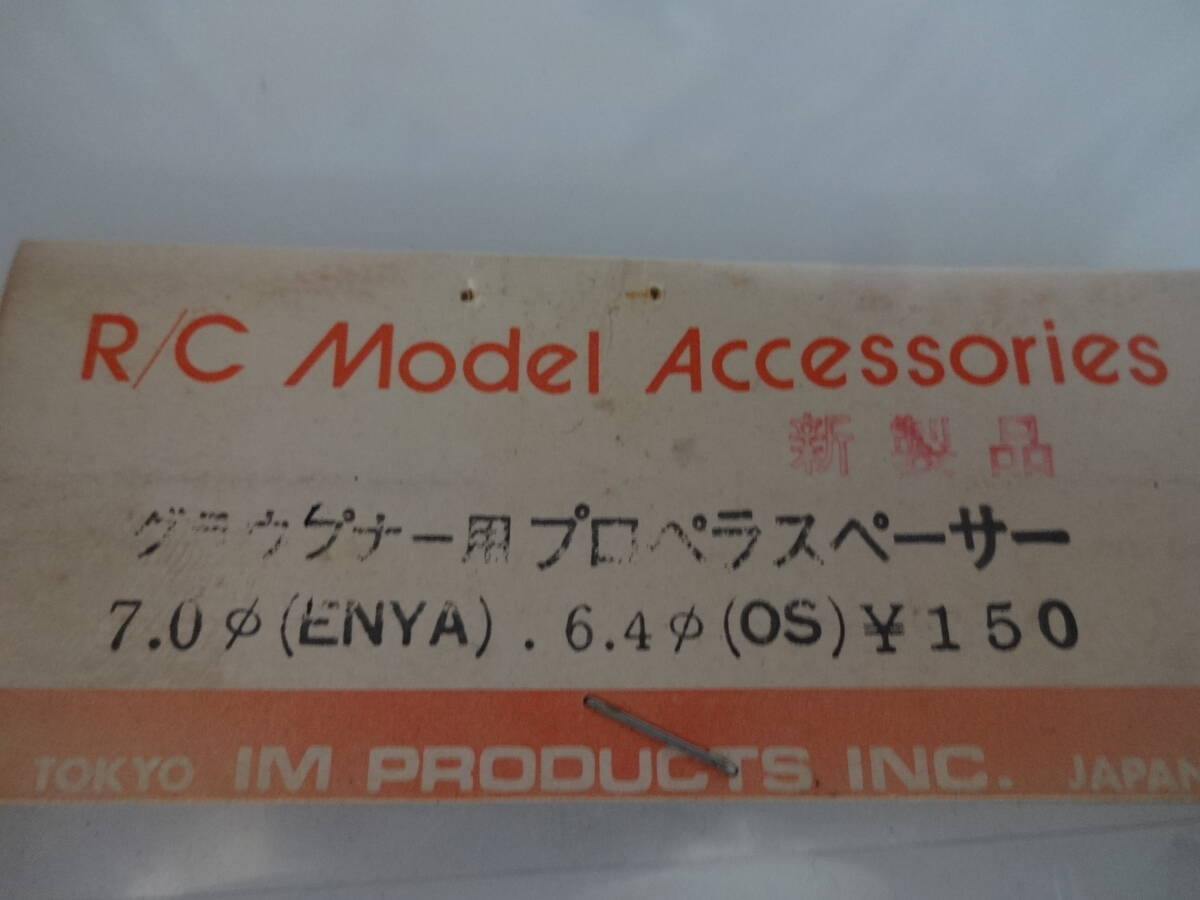 R/C Model Accessories
新製品
グラウプナー用プロペラスペーサー
7.0φ(ENYA). 6.4φ(OS)¥150
TOKYO IM PRODUCTS INC. JAPAN